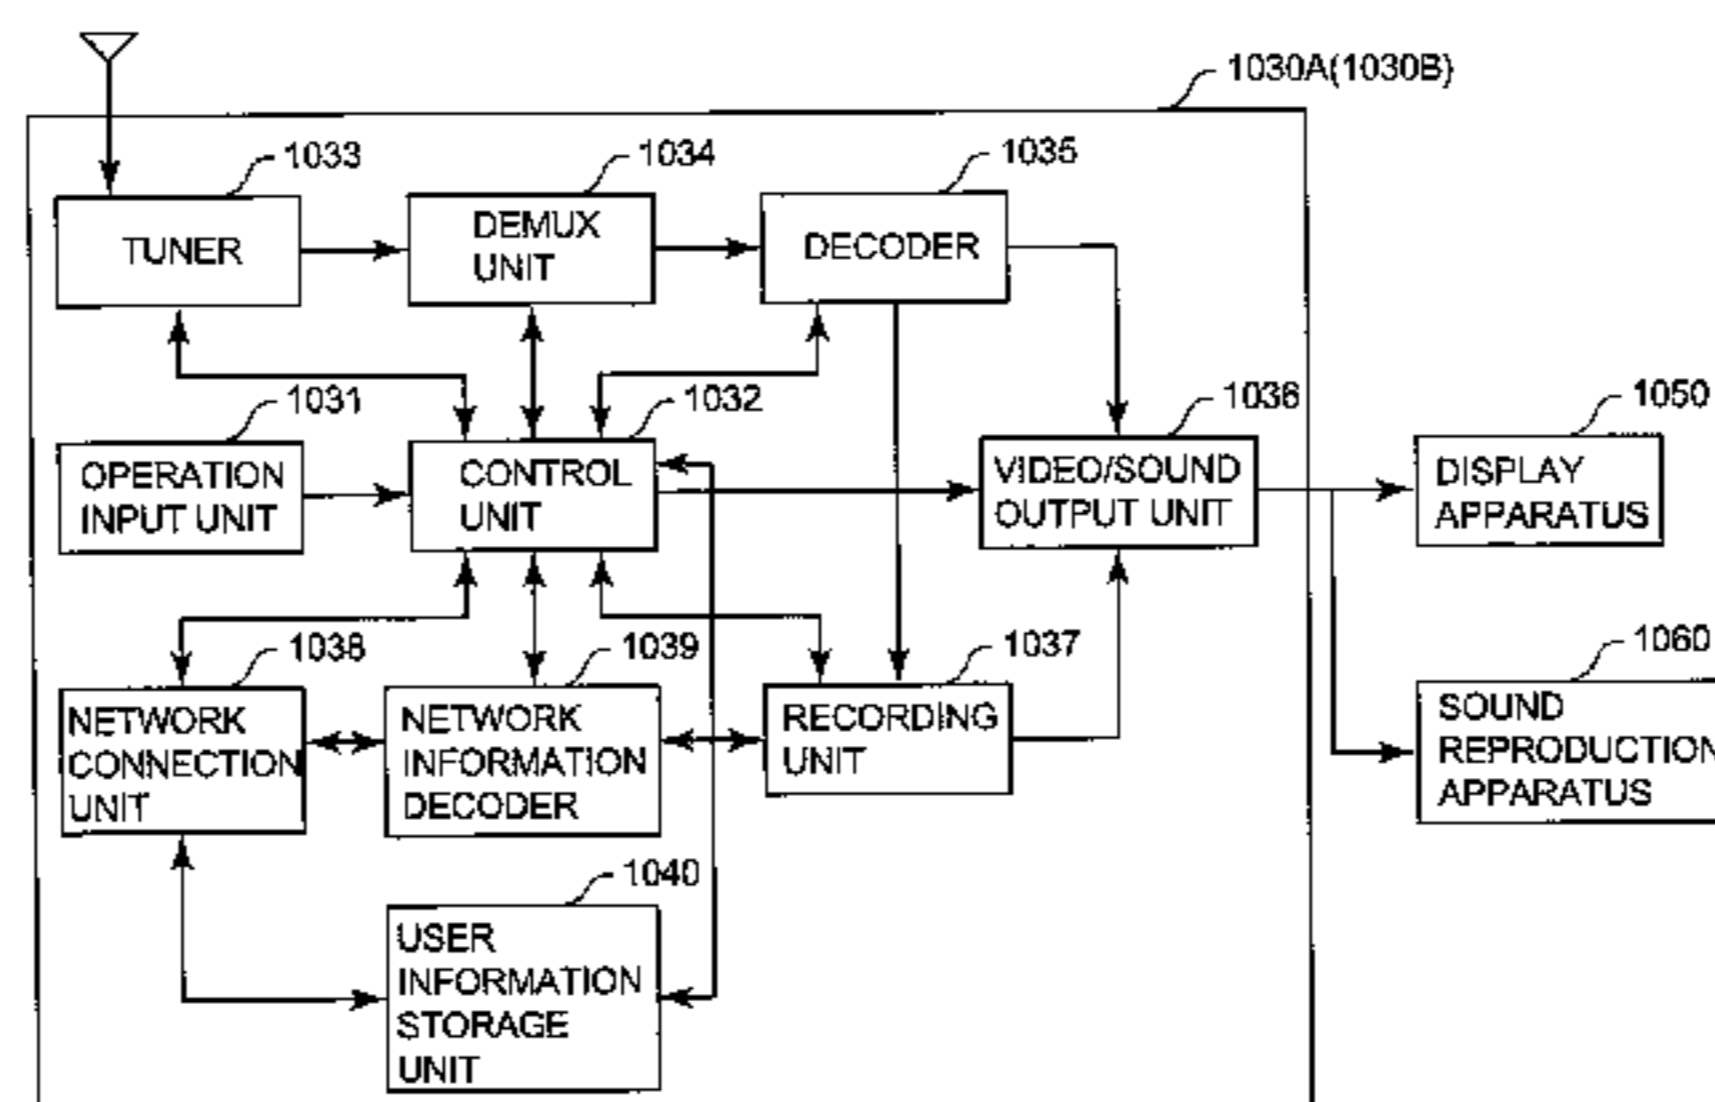 1030A(1030B)
1033
1034
1035
TUNER
DEMUX
UNIT
DECODER
1031
1032
1036
1050
OPERATION
INPUT UNIT
CONTROL
UNIT
VIDEO/SOUND
OUTPUT UNIT
DISPLAY
APPARATUS
1038
1039
1037
1060
NETWORK
CONNECTION
UNIT
NETWORK
INFORMATION
DECODER
RECORDING
UNIT
SOUND
REPRODUCTION
APPARATUS
1040
USER
INFORMATION
STORAGE
UNIT